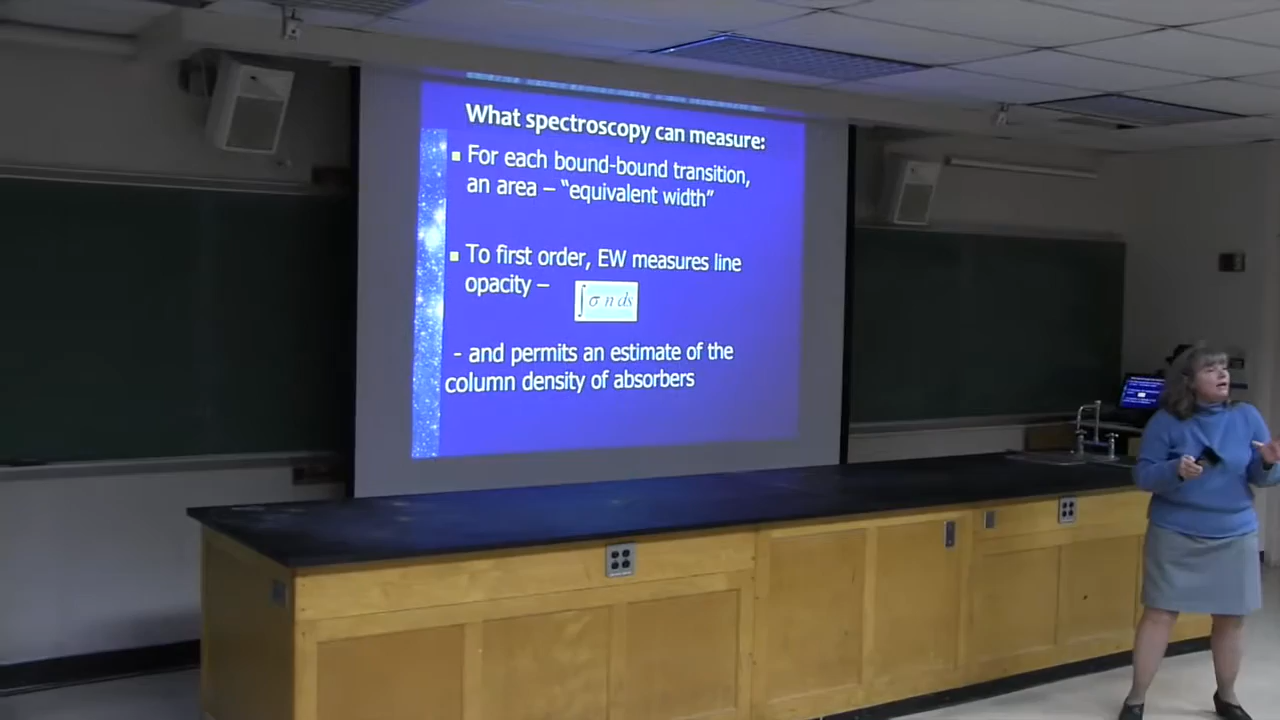 What spectroscopy can measure:
For each bound-bound transition,
an area – “equivalent width”
To first order, EW measures line
opacity –
∫σ n ds
- and permits an estimate of the
column density of absorbers